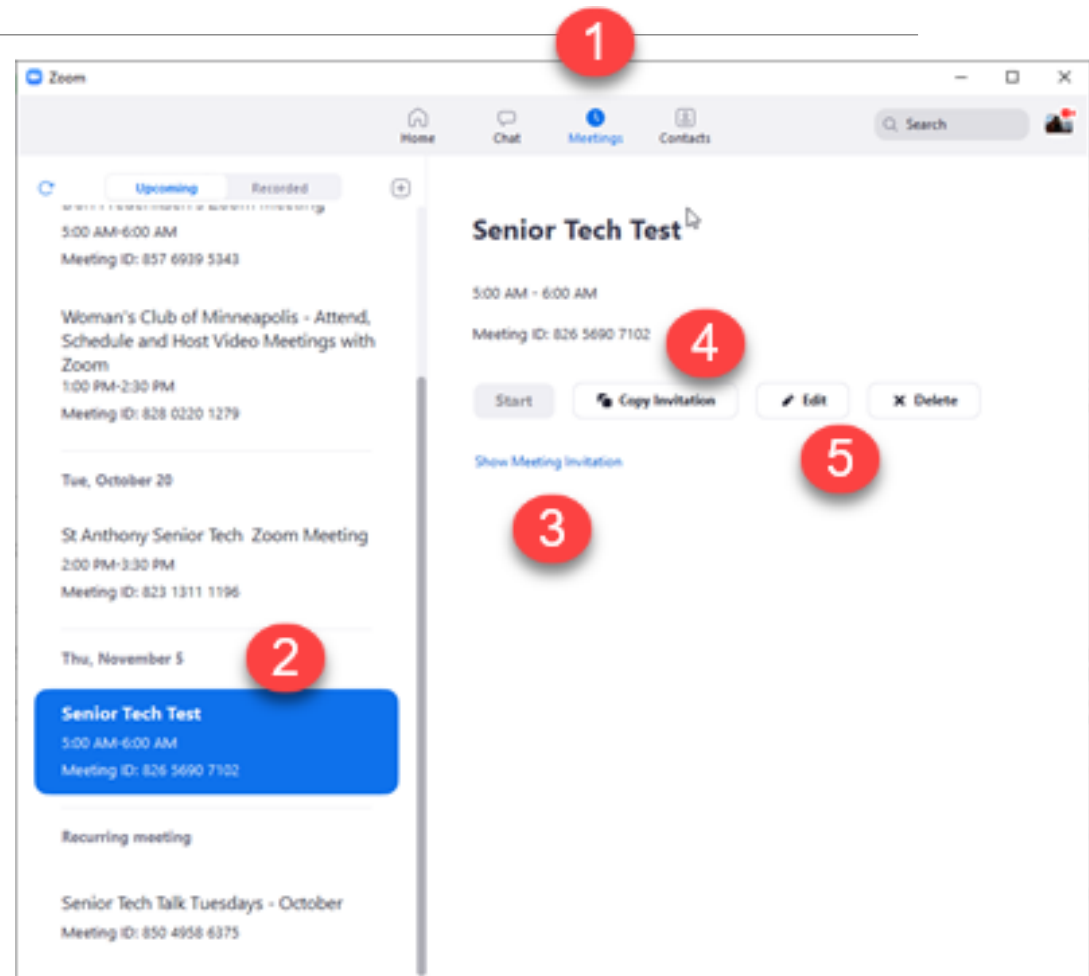 1
Zoom
Home
Chat
Meetings
Contacts
Search
Upcoming
Recorded
Zoom meeting
5:00 AM-6:00 AM
Meeting ID: 857 6939 5343
Woman's Club of Minneapolis - Attend,
Schedule and Host Video Meetings with
Zoom
1:00 PM-2:30 PM
Meeting ID: 828 0220 1279
Tue, October 20
St Anthony Senior Tech Zoom Meeting
2:00 PM-3:30 PM
Meeting ID: 823 1311 1196
Thu, November 5
2
Senior Tech Test
5:00 AM-6:00 AM
Meeting ID: 826 5690 7102
Recurring meeting
Senior Tech Talk Tuesdays - October
Meeting ID: 850 4958 6375
Senior Tech Test
5:00 AM - 6:00 AM
Meeting ID: 826 5690 7102
4
Start
Copy Invitation
Edit
Delete
5
Show Meeting Invitation
3